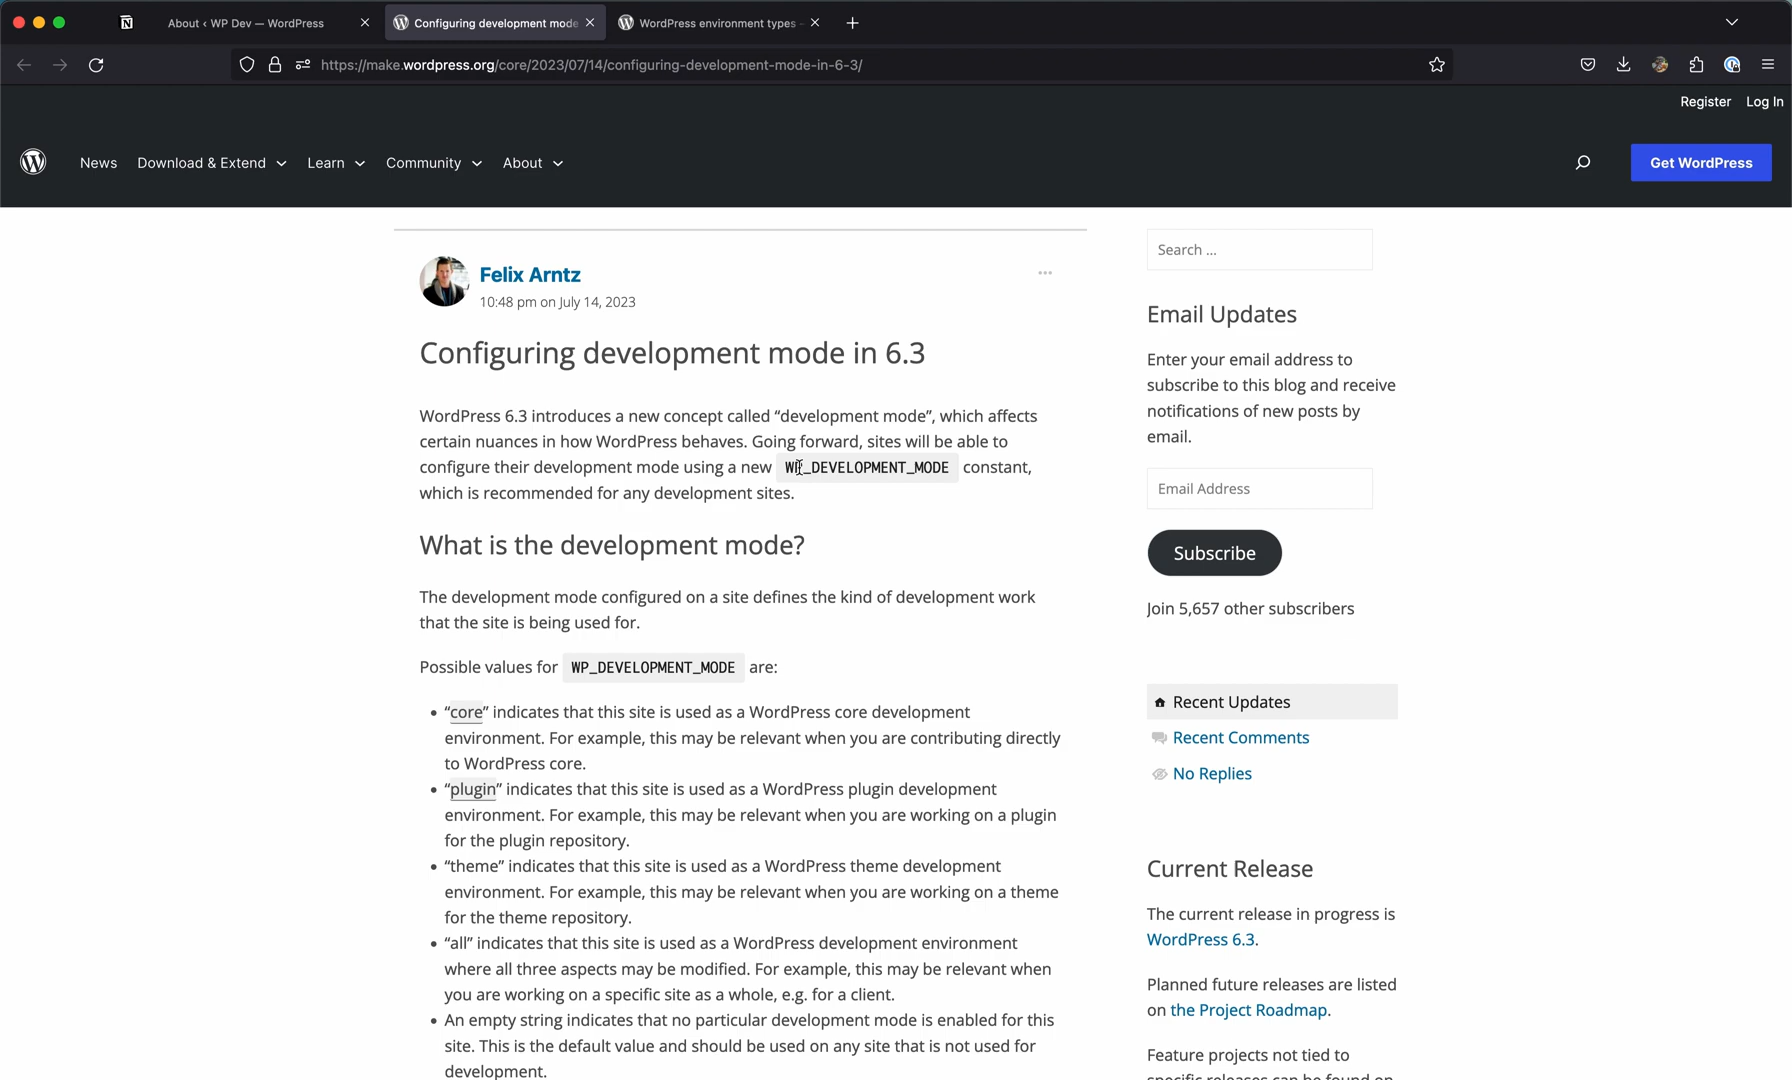 About ‹ WP Dev — WordPress
Configuring development mode
WordPress environment types -
https://make.wordpress.org/core/2023/07/14/configuring-development-mode-in-6-3/
Register Log In
News Download & Extend Learn Community About
Get WordPress
Felix Arntz
10:48 pm on July 14, 2023
Configuring development mode in 6.3
WordPress 6.3 introduces a new concept called “development mode”, which affects
certain nuances in how WordPress behaves. Going forward, sites will be able to
configure their development mode using a new WP_DEVELOPMENT_MODE constant,
which is recommended for any development sites.
What is the development mode?
The development mode configured on a site defines the kind of development work
that the site is being used for.
Possible values for WP_DEVELOPMENT_MODE are:
• “core” indicates that this site is used as a WordPress core development
environment. For example, this may be relevant when you are contributing directly
to WordPress core.
• “plugin” indicates that this site is used as a WordPress plugin development
environment. For example, this may be relevant when you are working on a plugin
for the plugin repository.
• “theme” indicates that this site is used as a WordPress theme development
environment. For example, this may be relevant when you are working on a theme
for the theme repository.
• “all” indicates that this site is used as a WordPress development environment
where all three aspects may be modified. For example, this may be relevant when
you are working on a specific site as a whole, e.g. for a client.
• An empty string indicates that no particular development mode is enabled for this
site. This is the default value and should be used on any site that is not used for
development.
Search ...
Email Updates
Enter your email address to
subscribe to this blog and receive
notifications of new posts by
email.
Email Address
Subscribe
Join 5,657 other subscribers
Recent Updates
Recent Comments
No Replies
Current Release
The current release in progress is
WordPress 6.3.
Planned future releases are listed
on the Project Roadmap.
Feature projects not tied to
specific releases can be found on